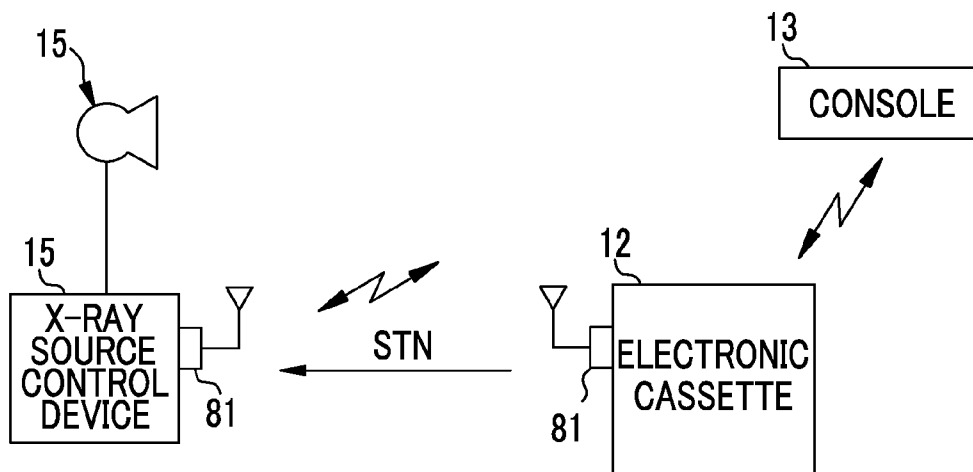 15
13
CONSOLE
15
12
X-RAY
SOURCE
CONTROL
DEVICE
81
STN
81
ELECTRONIC
CASSETTE